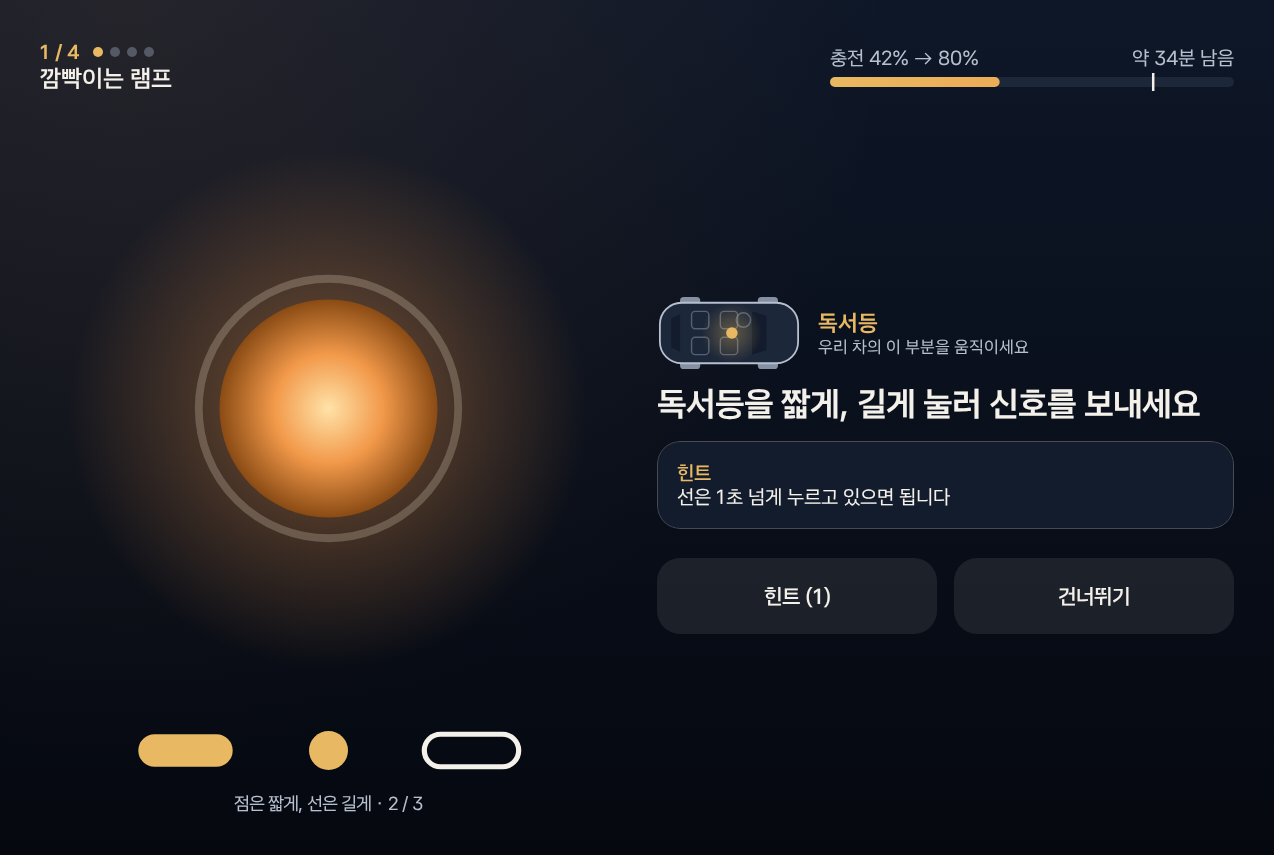 1 / 4
깜빡이는 램프
충전 42% → 80%
약 34분 남음
독서등
우리 차의 이 부분을 움직이세요
독서등을 짧게, 길게 눌러 신호를 보내세요
힌트
선은 1초 넘게 누르고 있으면 됩니다
힌트 (1)
건너뛰기
점은 짧게, 선은 길게 · 2 / 3